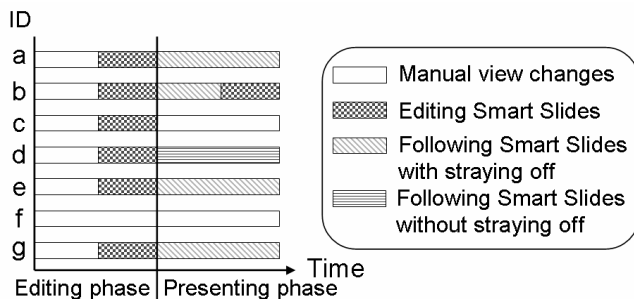 ID
a
b
c
d
e
f
g
Time
Editing phase
Presenting phase
Manual view changes
Editing Smart Slides
Following Smart Slides
with straying off
Following Smart Slides
without straying off